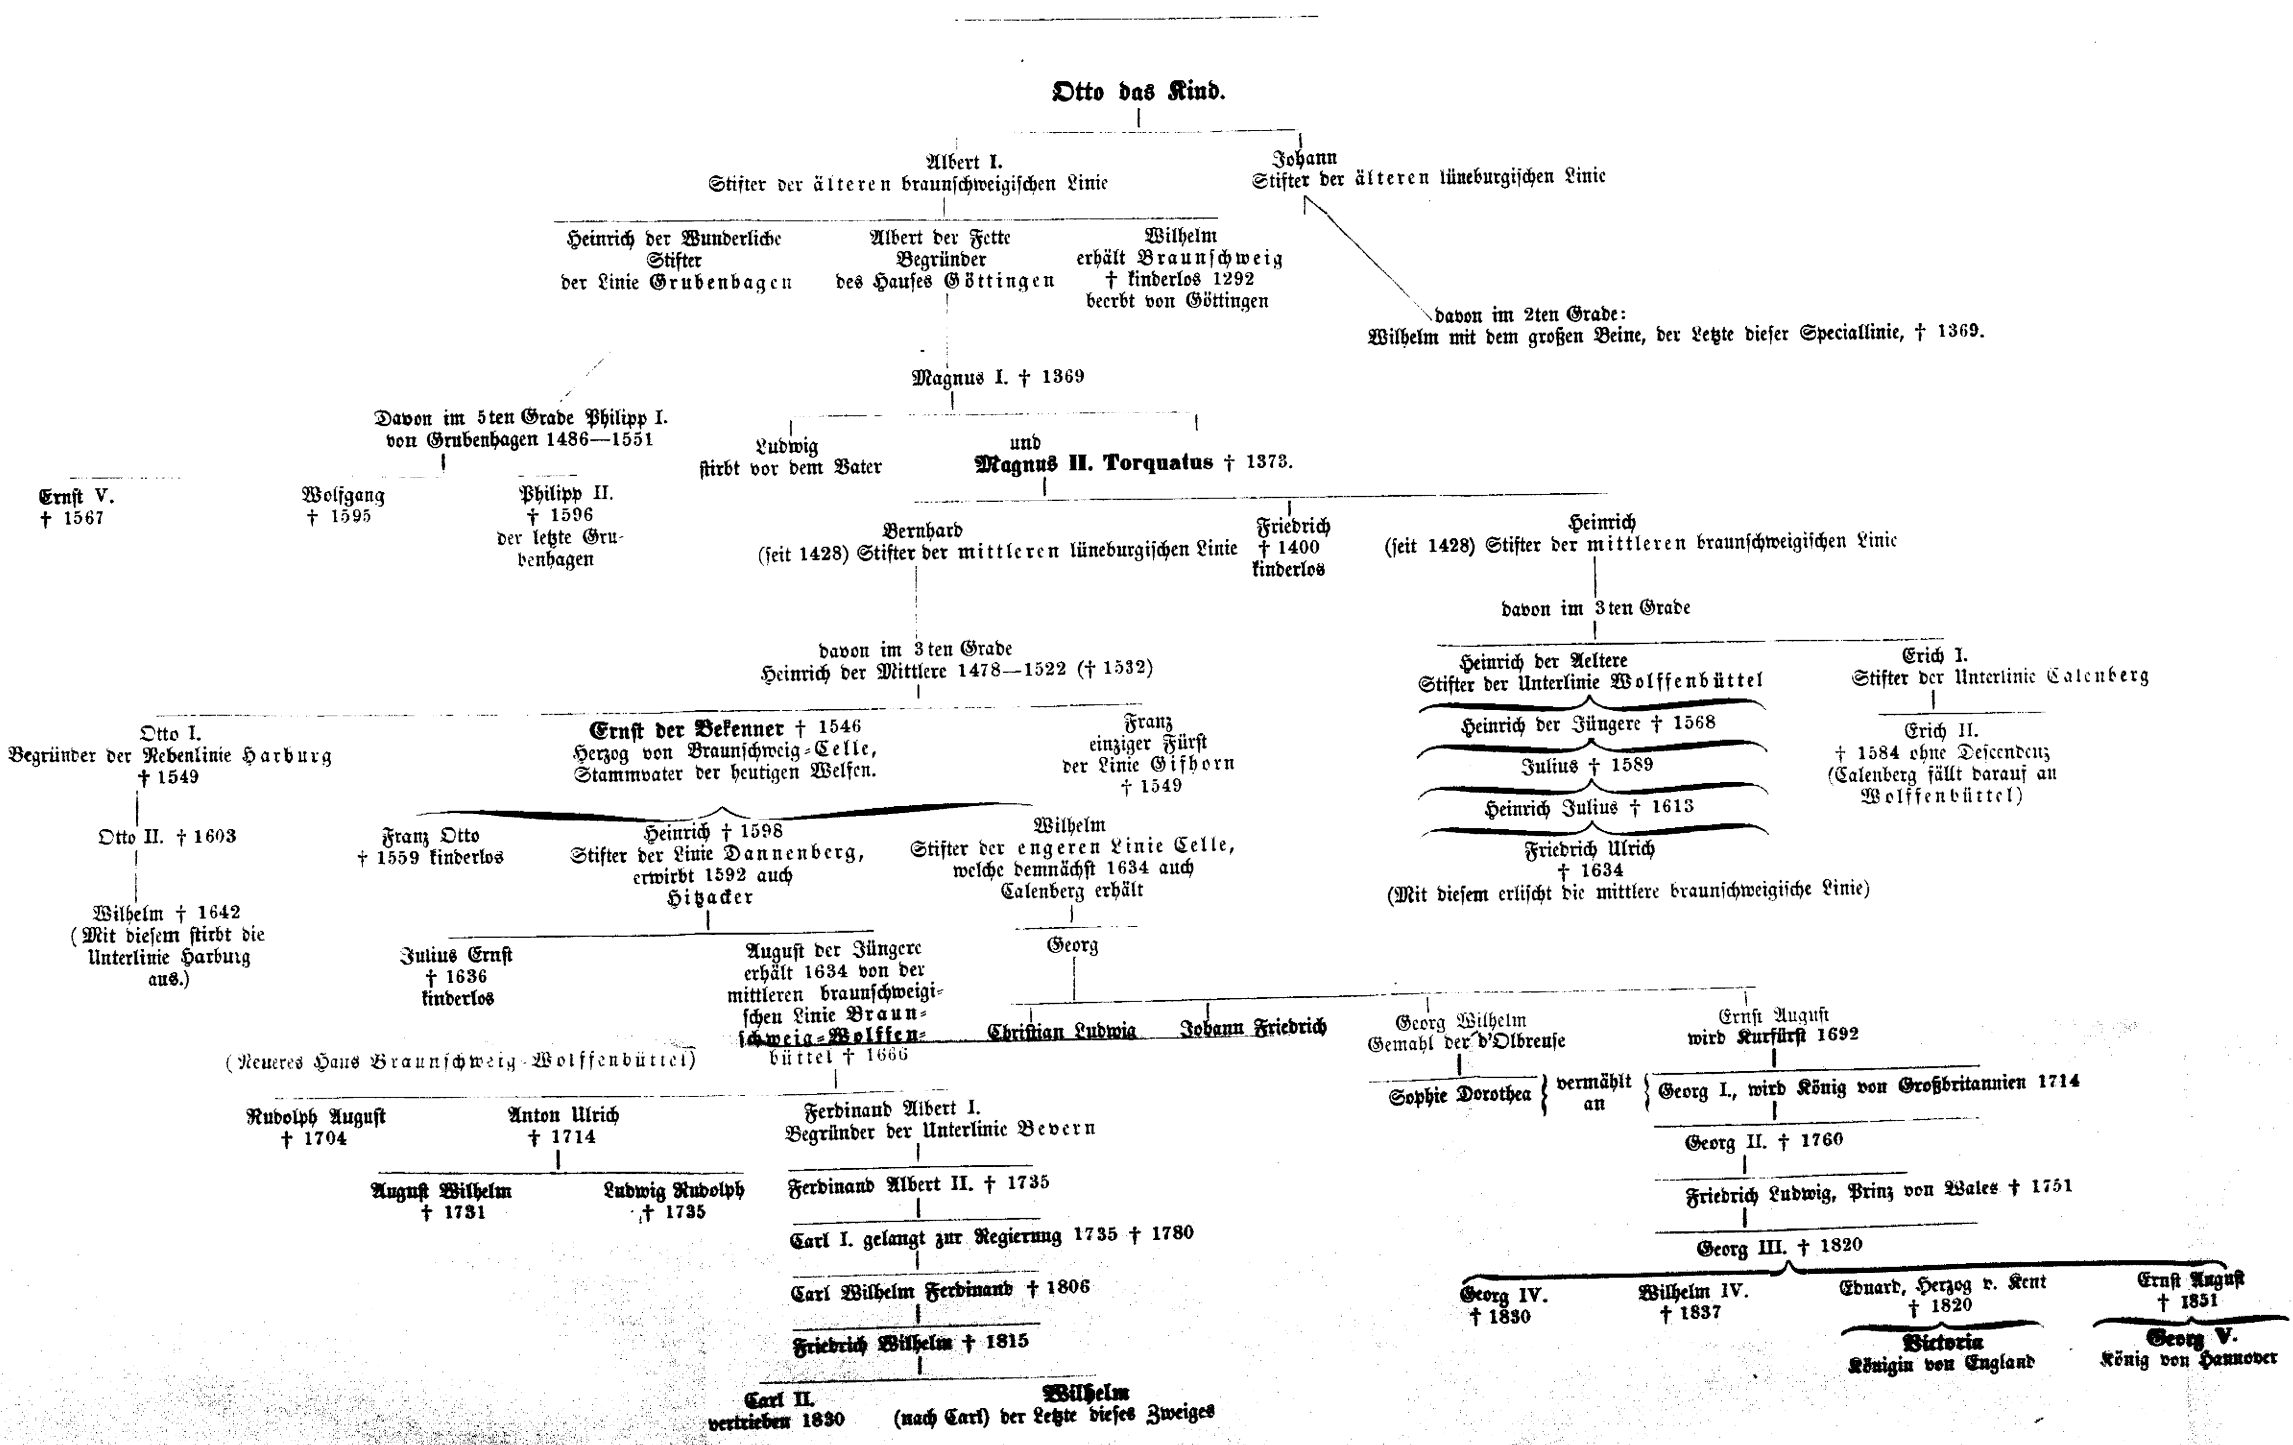 Otto das Kind.
Albert I.
Stifter der älteren braunschweigischen Linie
Johann
Stifter der älteren lüneburgischen Linie
Heinrich der Wunderliche
Stifter
der Linie Grubenhagen
Albert der Fette
Begründer
des Hauses Göttingen
Wilhelm
erhält Braunschweig
† kinderlos 1292
beerbt von Göttingen
davon im 2ten Grade:
Wilhelm mit dem großen Beine, der Letzte dieser Speciallinie, † 1369.
Magnus I. † 1369
Davon im 5ten Grade Philipp I.
von Grubenhagen 1486—1551
Ludwig
stirbt vor dem Vater
und
Magnus II. Torquatus † 1373.
Ernst V.
† 1567
Wolfgang
† 1595
Philipp II.
† 1596
der letzte Gru-
benhagen
Bernhard
(seit 1428) Stifter der mittleren lüneburgischen Linie
Friedrich
† 1400
kinderlos
Heinrich
(seit 1428) Stifter der mittleren braunschweigischen Linie
davon im 3ten Grade
davon im 3ten Grade
Heinrich der Mittlere 1478—1522 († 1532)
Heinrich der Aeltere
Stifter der Unterlinie Wolffenbüttel
Erich I.
Stifter der Unterlinie Calenberg
Otto I.
Begründer der Nebenlinie Harburg
† 1549
Ernst der Bekenner † 1546
Herzog von Braunschweig-Celle,
Stammvater der heutigen Welfen.
Franz
einziger Fürst
der Linie Gifhorn
† 1549
Heinrich der Jüngere † 1568
Julius † 1589
Heinrich Julius † 1613
Friedrich Ulrich
† 1634
(Mit diesem erlischt die mittlere braunschweigische Linie)
Erich II.
† 1584 ohne Descendenz
(Calenberg fällt darauf an
Wolffenbüttel)
Otto II. † 1603
Franz Otto
† 1559 kinderlos
Heinrich † 1598
Stifter der Linie Dannenberg,
erwirbt 1592 auch
Hitzacker
Wilhelm
Stifter der engeren Linie Celle,
welche demnächst 1634 auch
Calenberg erhält
Wilhelm † 1642
(Mit diesem stirbt die
Unterlinie Harburg
aus.)
Julius Ernst
† 1636
kinderlos
August der Jüngere
erhält 1634 von der
mittleren braunschweigi-
schen Linie Braun-
schweig-Wolffen-
büttel † 1666
Georg
Christian Ludwig
Johann Friedrich
Georg Wilhelm
Gemahl der d'Olbreuse
Ernst August
wird Kurfürst 1692
(Neueres Haus Braunschweig-Wolffenbüttel)
Sophie Dorothea
vermählt
an
Georg I., wird König von Großbritannien 1714
Rudolph August
† 1704
Anton Ulrich
† 1714
Ferdinand Albert I.
Begründer der Unterlinie Bevern
Georg II. † 1760
August Wilhelm
† 1731
Ludwig Rudolph
† 1735
Ferdinand Albert II. † 1735
Friedrich Ludwig, Prinz von Wales † 1751
Carl I. gelangt zur Regierung 1735 † 1780
Georg III. † 1820
Carl Wilhelm Ferdinand † 1806
Georg IV.
† 1830
Wilhelm IV.
† 1837
Eduard, Herzog v. Kent
† 1820
Ernst August
† 1851
Friedrich Wilhelm † 1815
Victoria
Königin von England
Georg V.
König von Hannover
Carl II.
vertrieben 1830
Wilhelm
(nach Carl) der Letzte dieses Zweiges